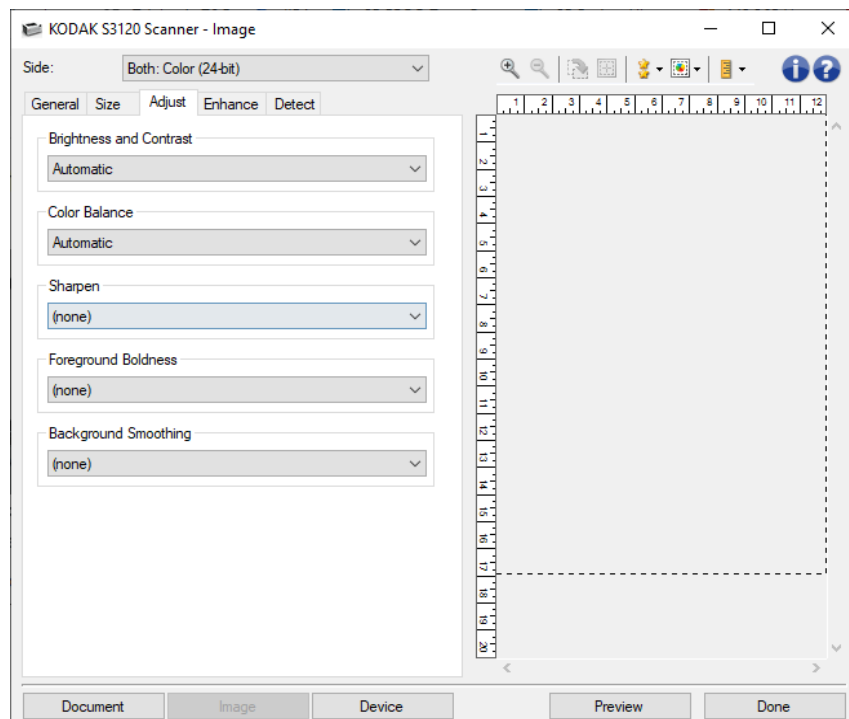 KODAK S3120 Scanner - Image
Side: Both: Color (24-bit)
General Size Adjust Enhance Detect
Brightness and Contrast
Automatic
Color Balance
Automatic
Sharpen
(none)
Foreground Boldness
(none)
Background Smoothing
(none)
1 2 3 4 5 6 7 8 9 10 11 12
1
2
3
4
5
6
7
8
9
10
11
12
13
14
15
16
17
18
19
20
Document Image Device Preview Done